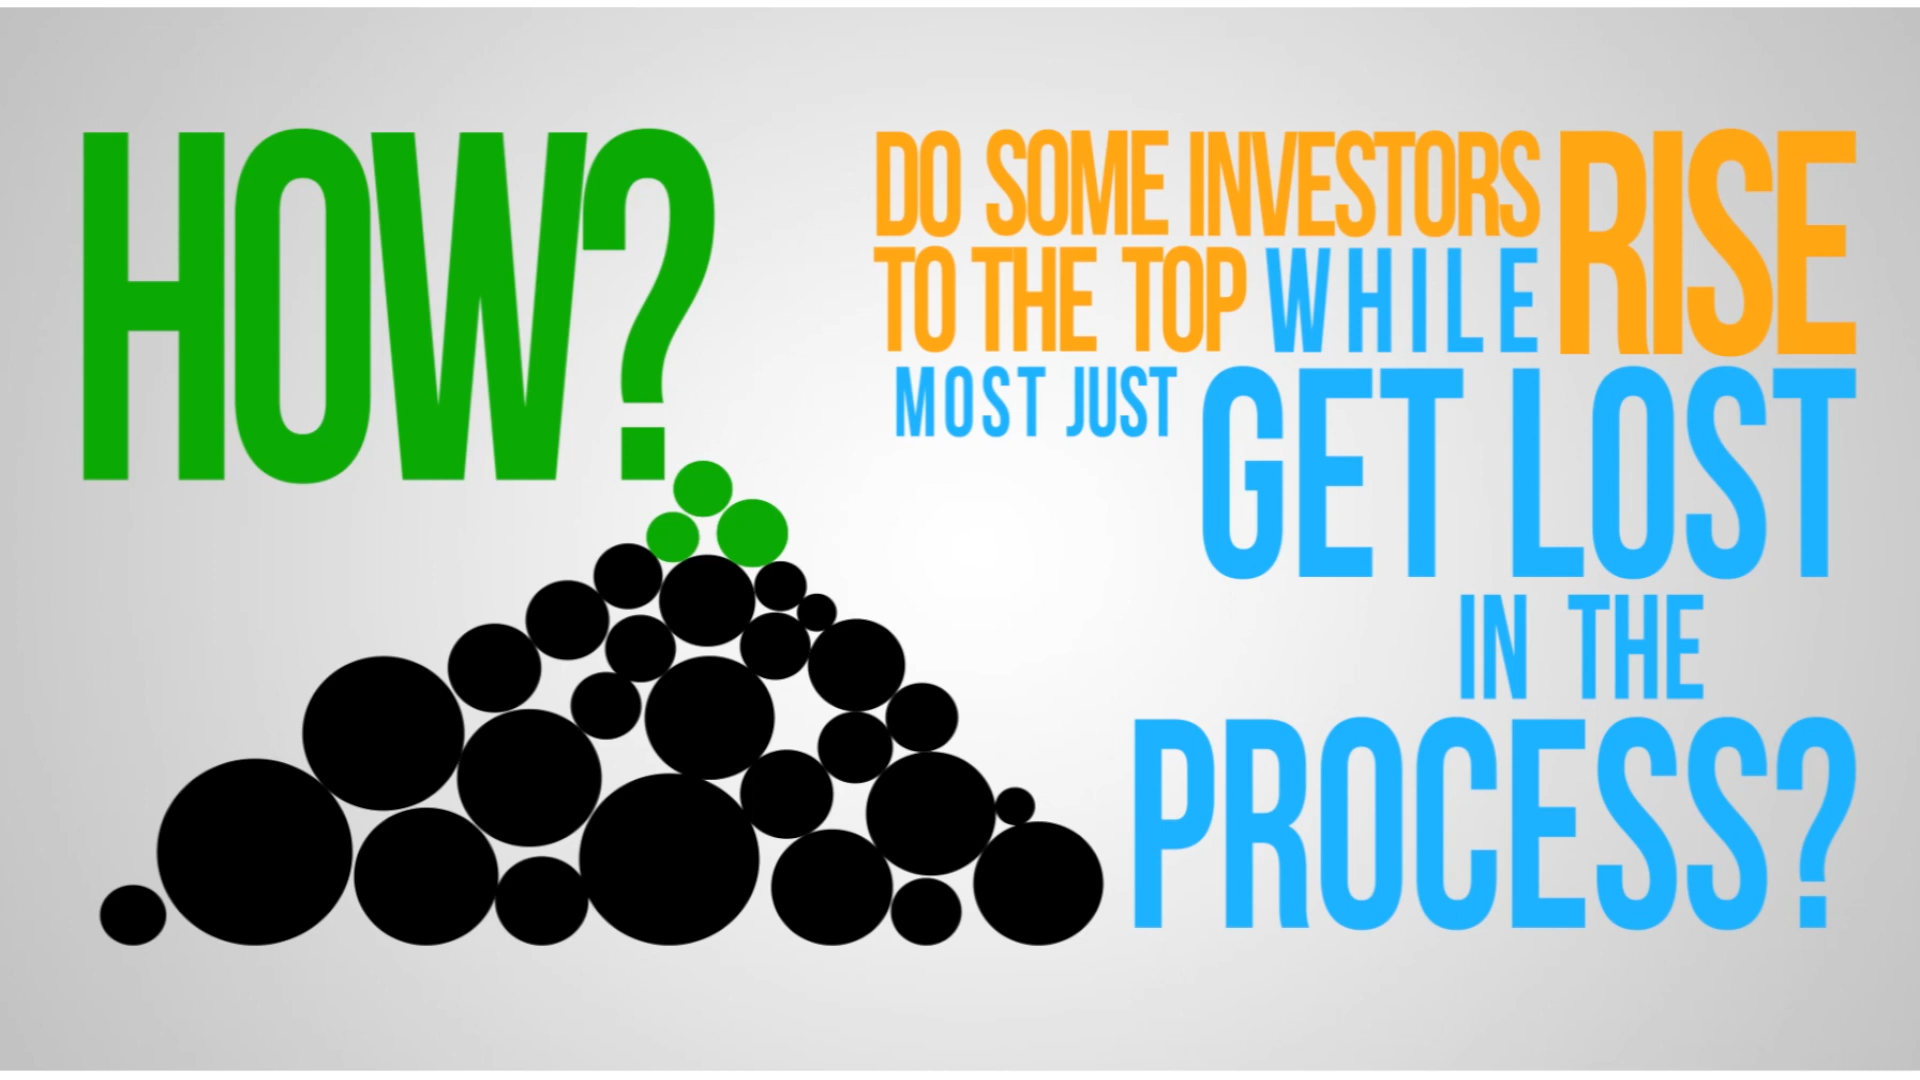 HOW?
DO SOME INVESTORS RISE
TO THE TOP WHILE
MOST JUST GET LOST
IN THE
PROCESS?